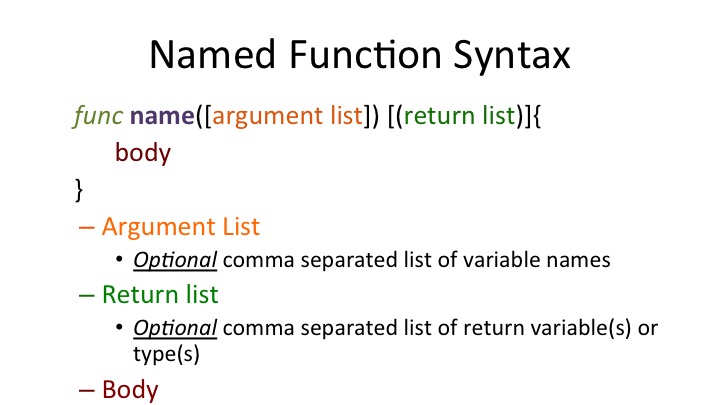 Named Function Syntax
func name([argument list]) [(return list)]{
body
}
– Argument List
• Optional comma separated list of variable names
– Return list
• Optional comma separated list of return variable(s) or
type(s)
– Body